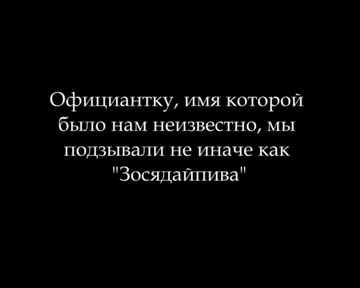 Официантку, имя которой
было нам неизвестно, мы
подзывали не иначе как
"Зосядайпива"